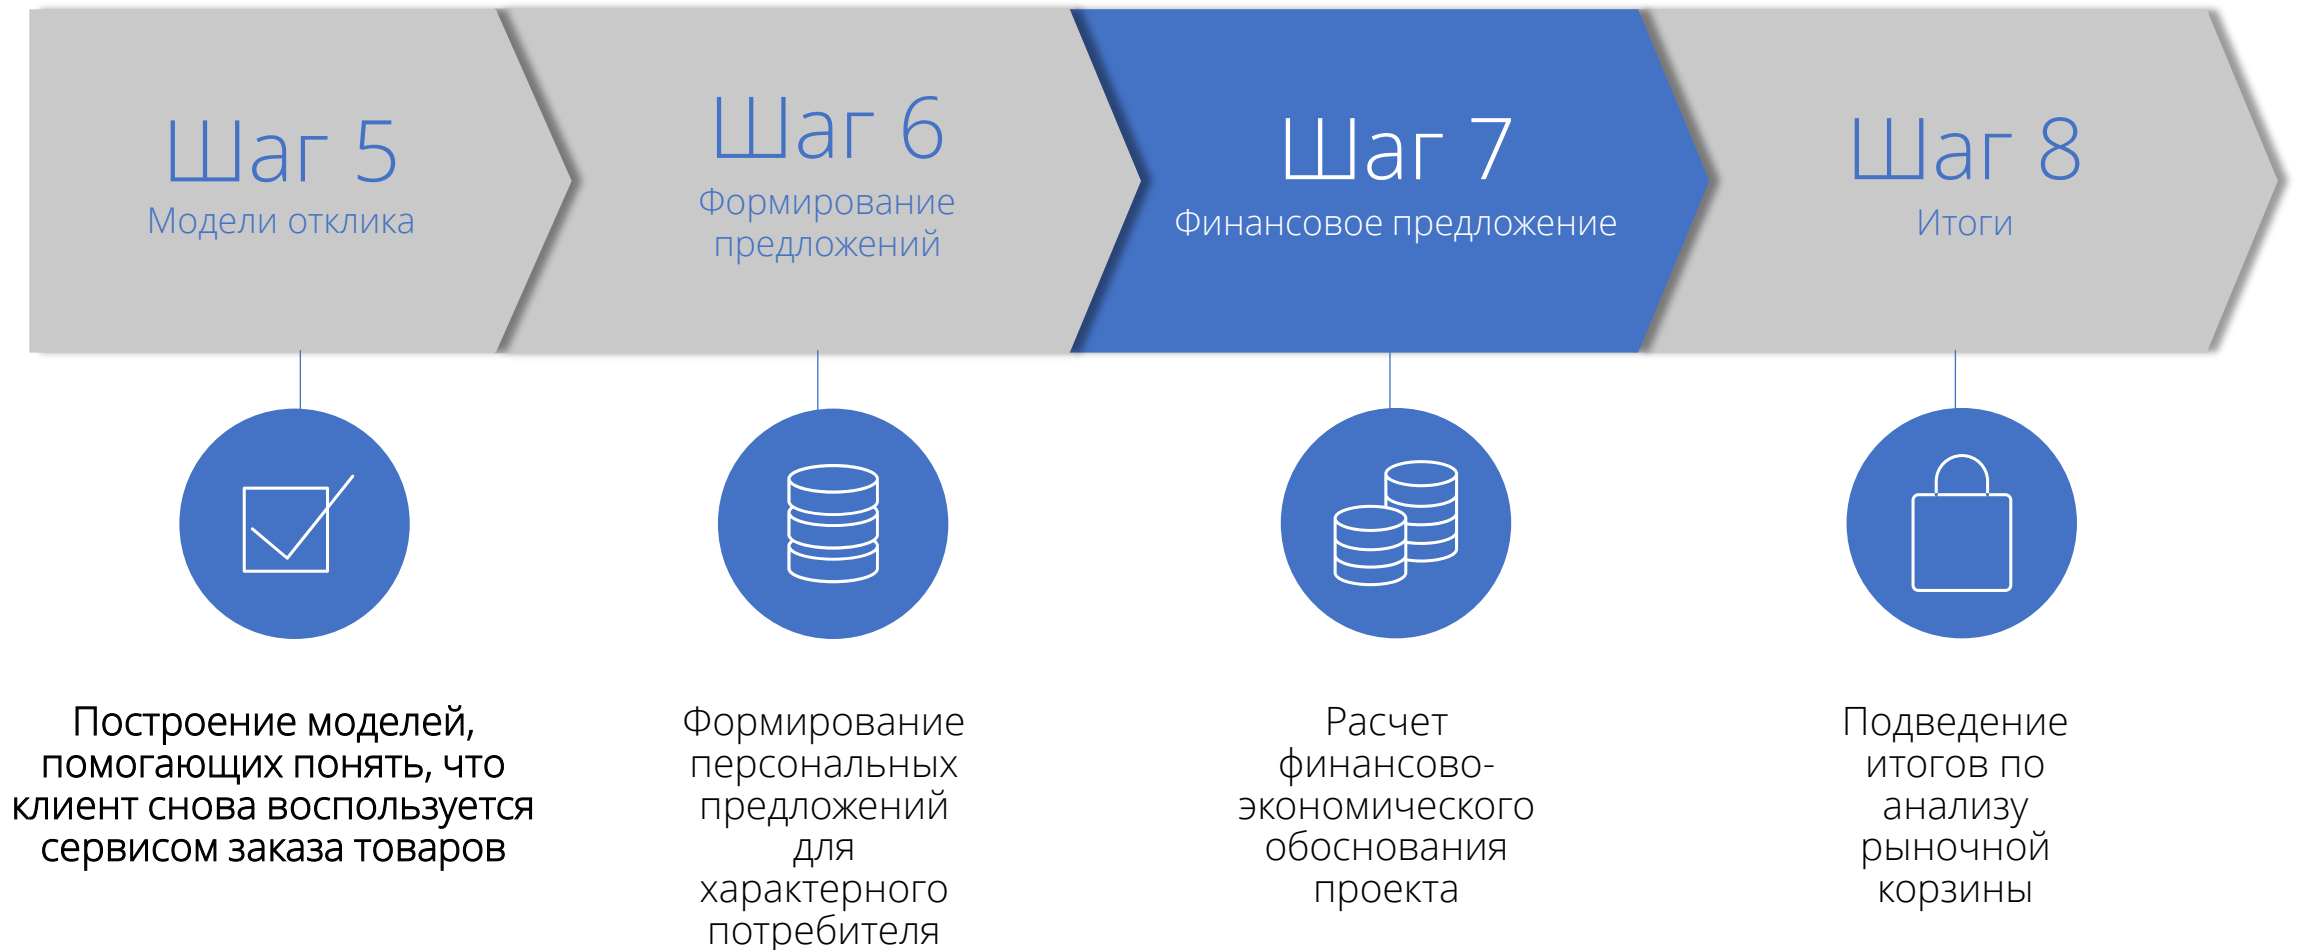 Шаг 5
Модели отклика
Шаг 6
Формирование
предложений
Шаг 7
Финансовое предложение
Шаг 8
Итоги
Построение моделей,
помогающих понять, что
клиент снова воспользуется
сервисом заказа товаров
Формирование
персональных
предложений
для
характерного
потребителя
Расчет
финансово-
экономического
обоснования
проекта
Подведение
итогов по
анализу
рыночной
корзины